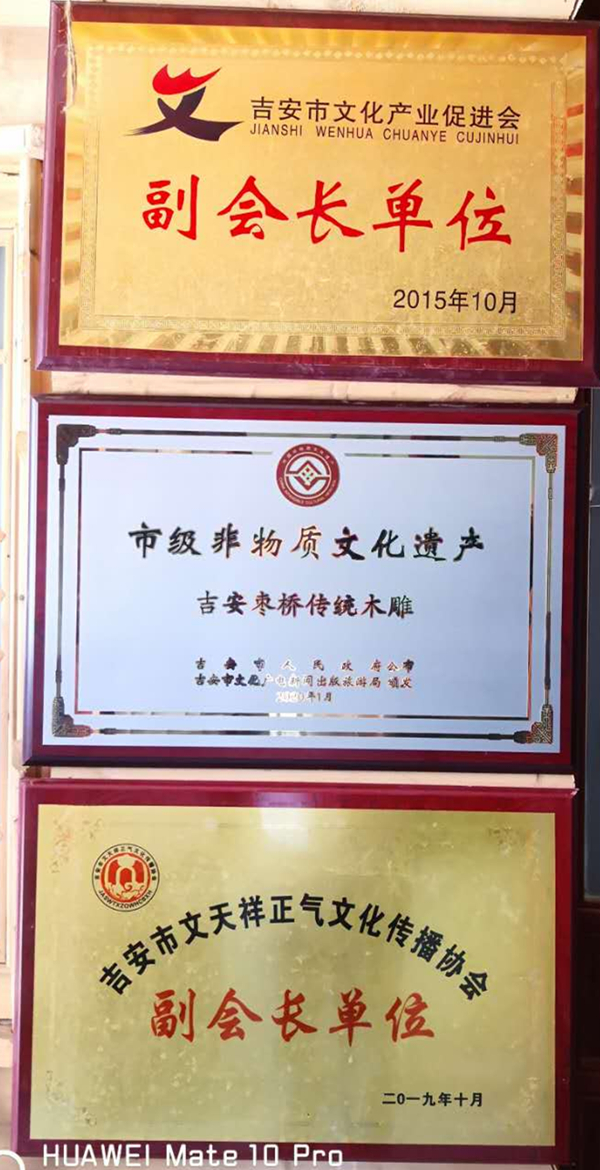 吉安市文化产业促进会
JIANSHI WENHUA CHUANYE CUJINHUI
副会长单位
2015年10月
市级非物质文化遗产
吉安枣桥传统木雕
吉安市人民政府公布
吉安市文化广电新闻出版旅游局 颁发
年1月
吉安市文天祥正气文化传播协会
副会长单位
二0一九年十月
HUAWEI Mate 10 Pro